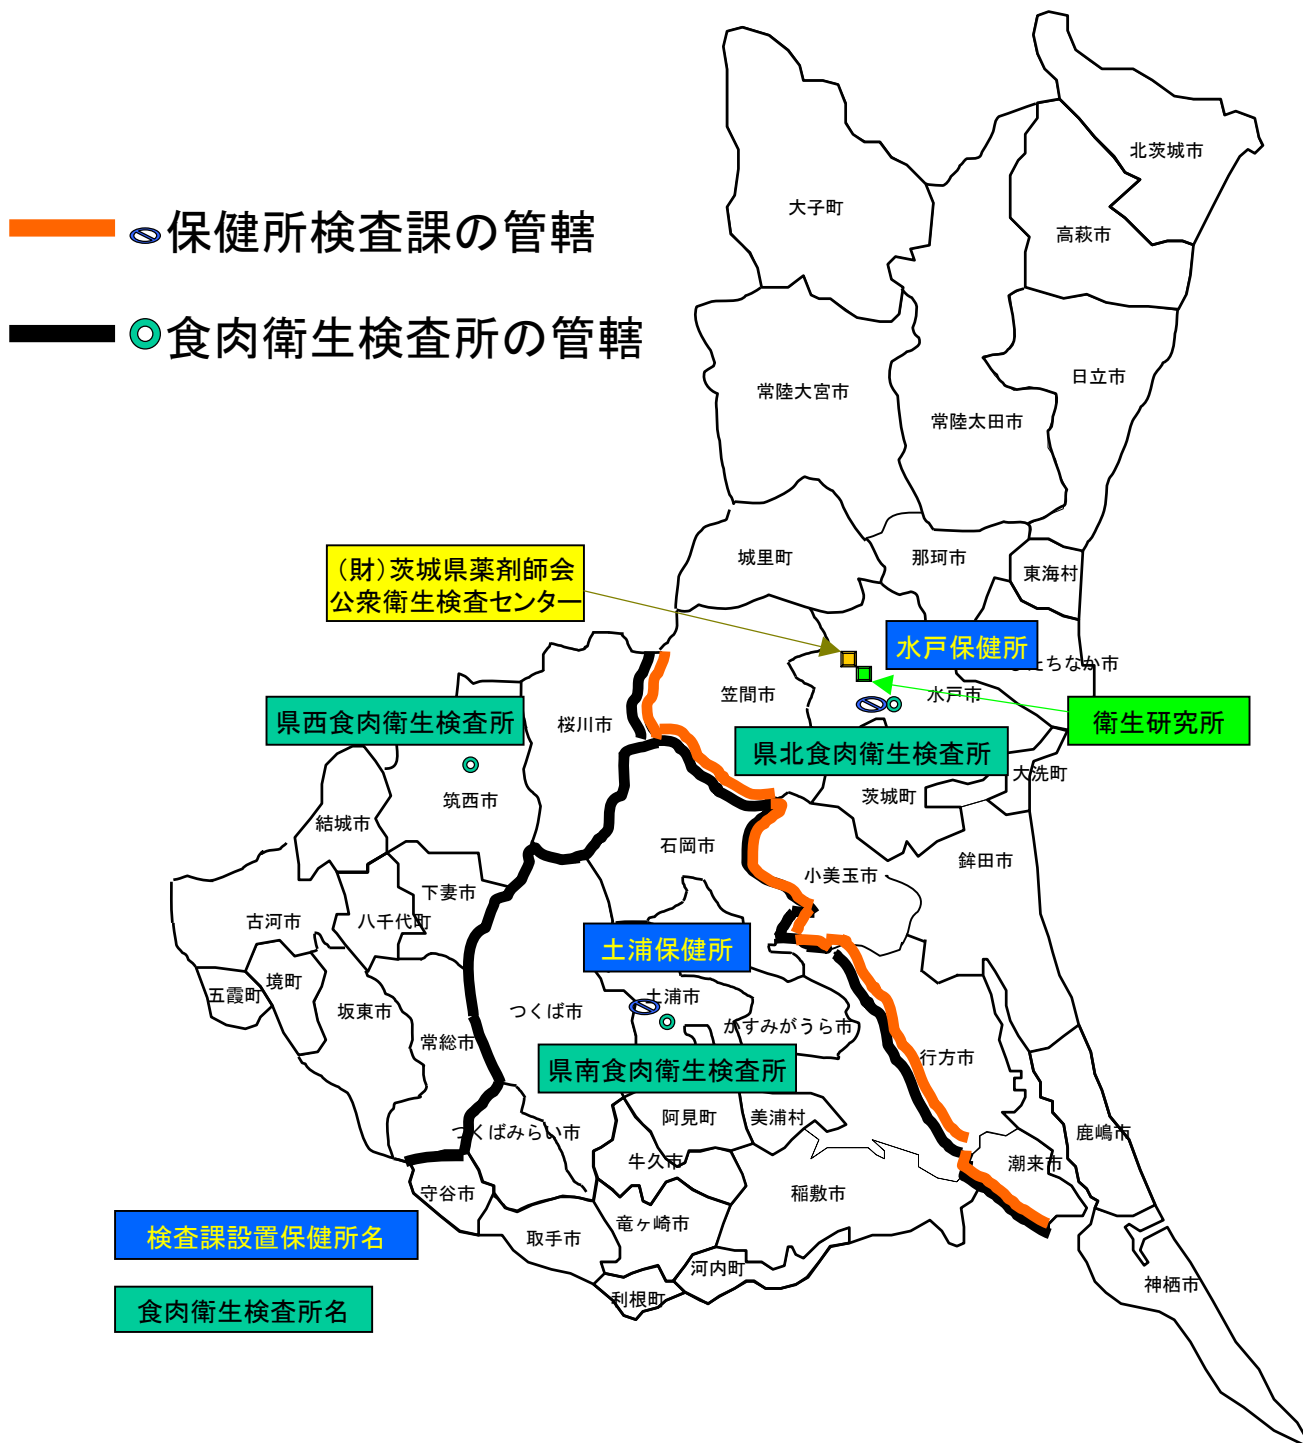 北茨城市
大子町
保健所検査課の管轄
高萩市
食肉衛生検査所の管轄
日立市
常陸大宮市
常陸太田市
城里町
那珂市
東海村
（財）茨城県薬剤師会
公衆衛生検査センター
水戸保健所
たちなか市
笠間市
水戸市
県西食肉衛生検査所
桜川市
衛生研究所
県北食肉衛生検査所
大洗町
筑西市
茨城町
結城市
石岡市
鉾田市
小美玉市
下妻市
古河市
八千代町
土浦保健所
境町
五霞町
土浦市
坂東市
つくば市
かすみがうら市
常総市
行方市
県南食肉衛生検査所
阿見町
美浦村
つくばみらい市
鹿嶋市
牛久市
潮来市
守谷市
稲敷市
竜ヶ崎市
検査課設置保健所名
取手市
河内町
神栖市
利根町
食肉衛生検査所名